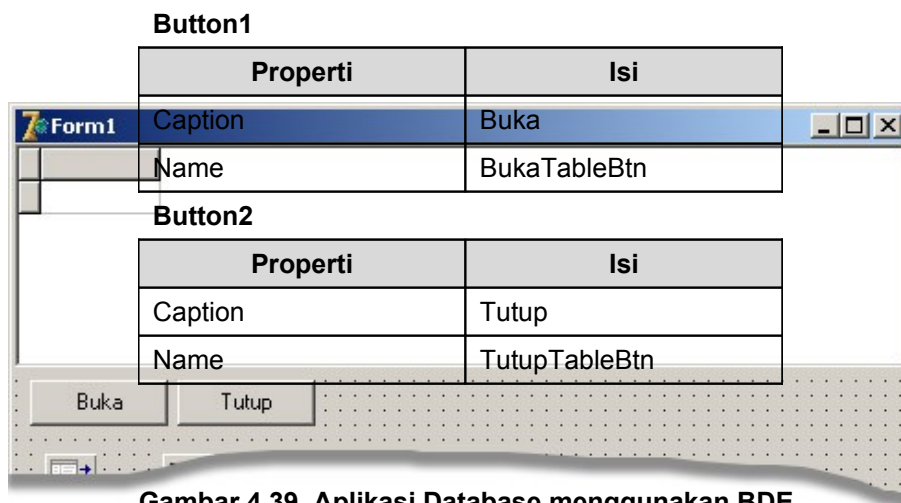 Button1
Properti Isi
Form1
Caption Buka
Name BukaTableBtn
Button2
Properti Isi
Caption Tutup
Name TutupTableBtn
Buka Tutup
Gambar 4.39. Aplikasi Database menggunakan BDE